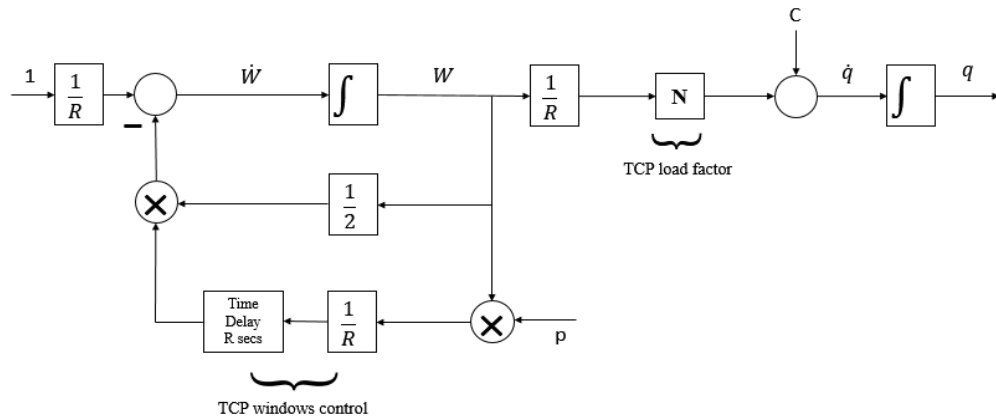 C
1
1
R
Ẇ
∫
W
1
R
N
q̇
∫
q
−
TCP load factor
×
1
2
Time
Delay
R secs
1
R
×
p
TCP windows control